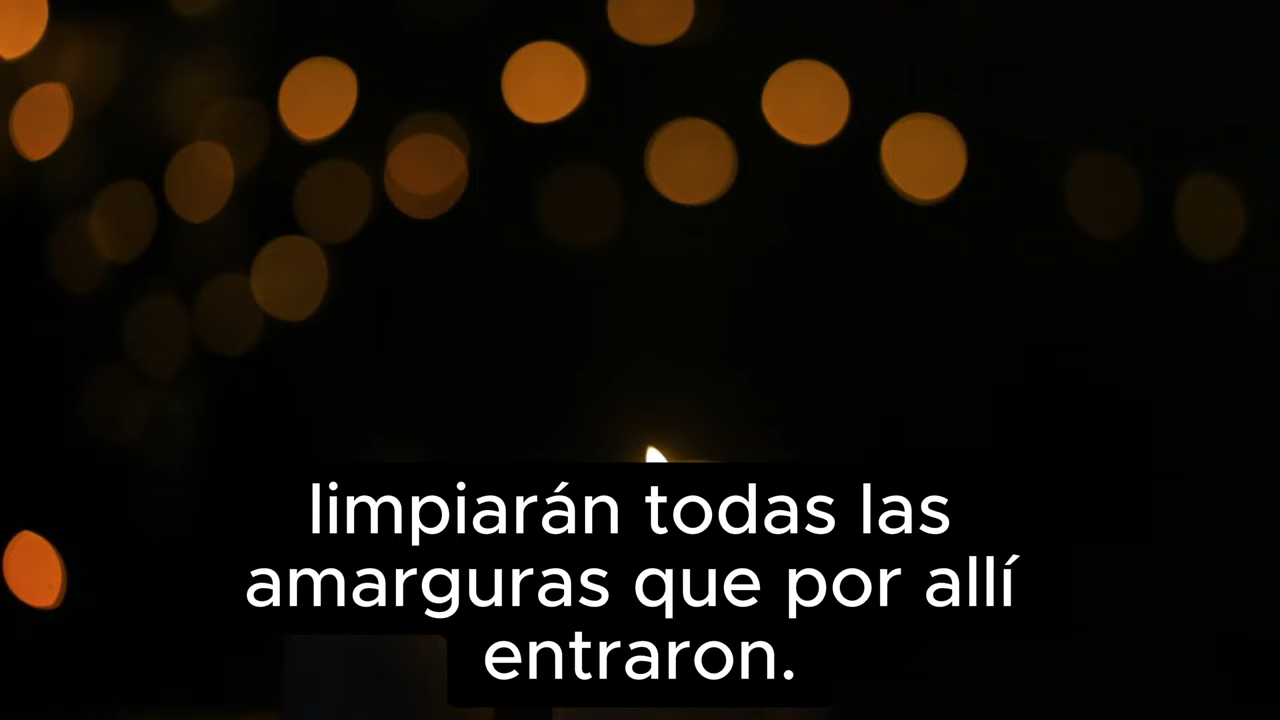 limpiarán todas las
amarguras que por allí
entraron.